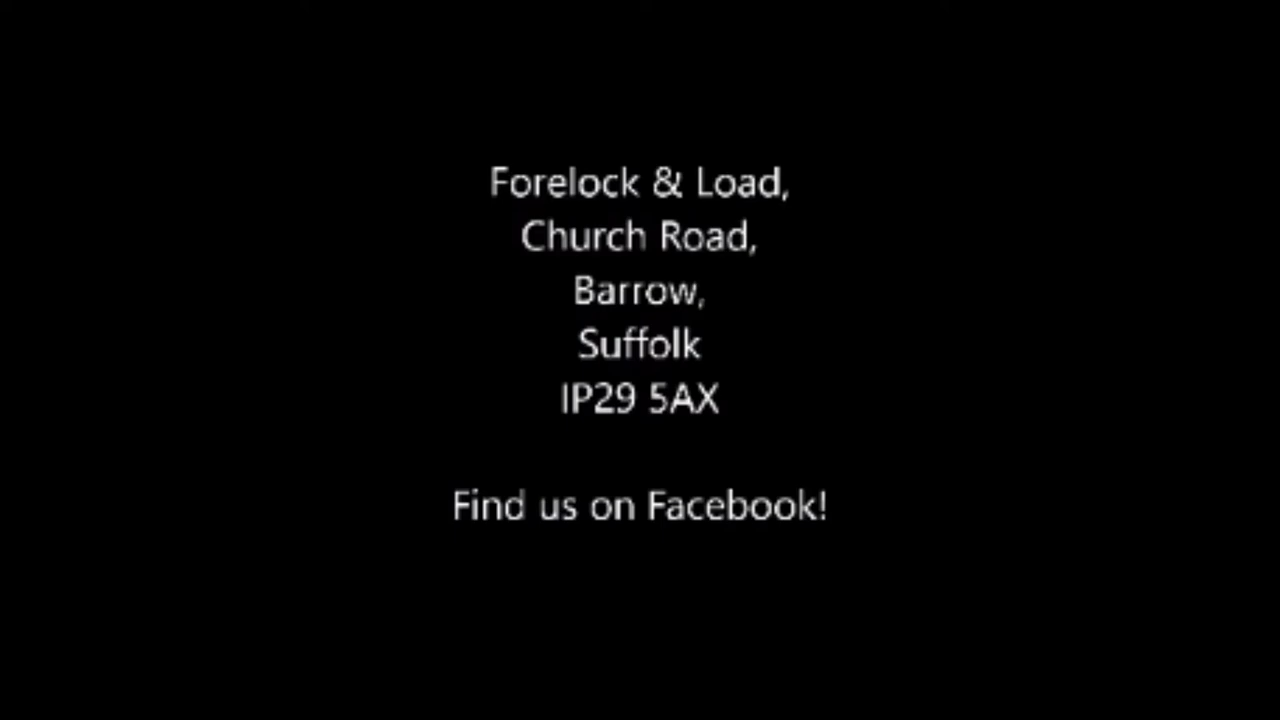 Forelock & Load,
Church Road,
Barrow,
Suffolk
IP29 5AX
Find us on Facebook!